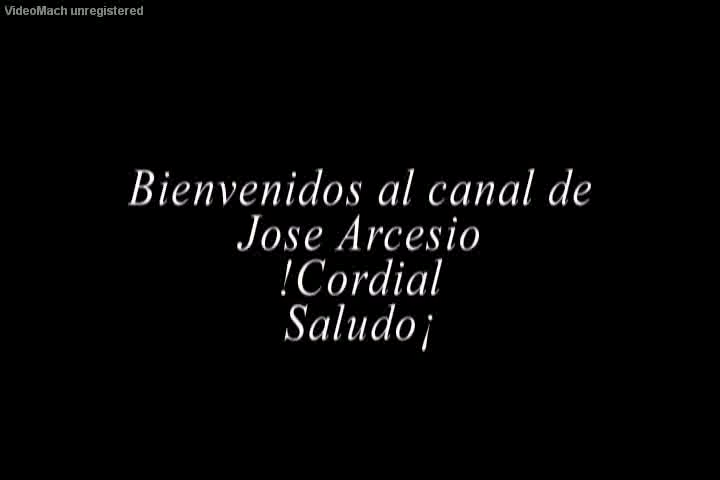 VideoMach unregistered
Bienvenidos al canal de
Jose Arcesio
!Cordial
Saludo¡